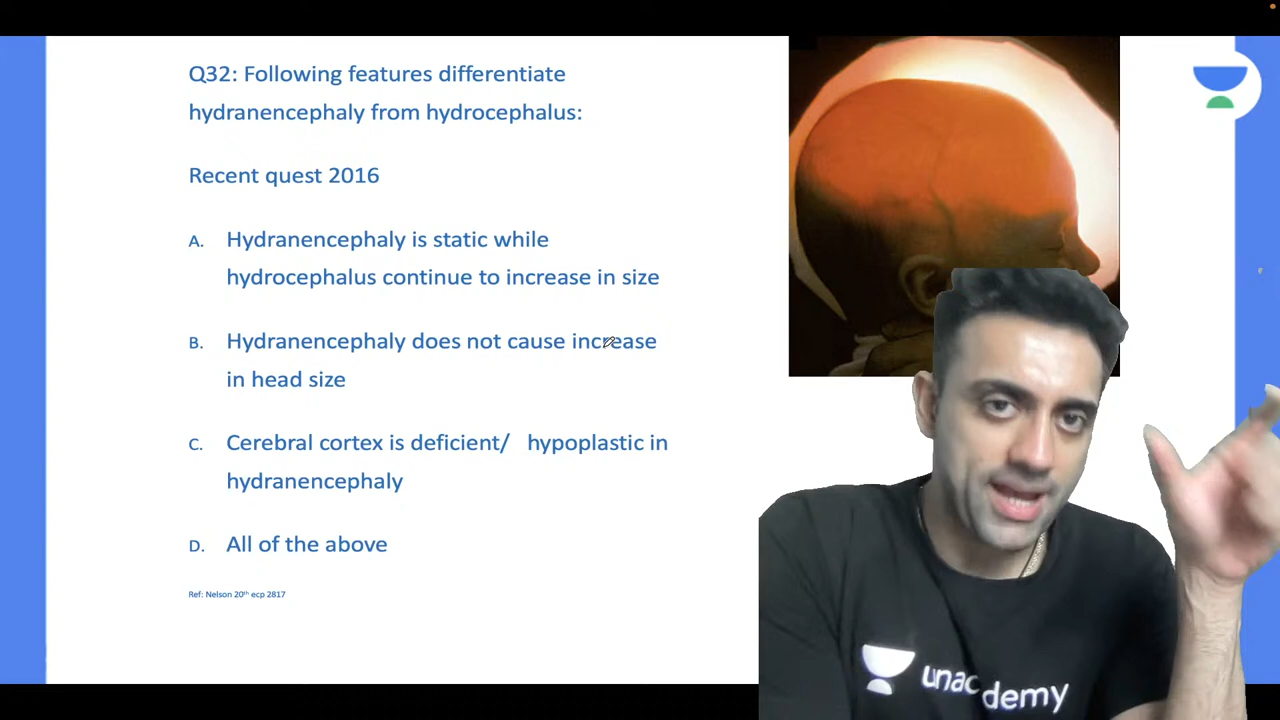 Q32: Following features differentiate
hydranencephaly from hydrocephalus:
Recent quest 2016
A. Hydranencephaly is static while
hydrocephalus continue to increase in size
B. Hydranencephaly does not cause increase
in head size
C. Cerebral cortex is deficient/ hypoplastic in
hydranencephaly
D. All of the above
Ref: Nelson 20th ecp 2817
unacademy